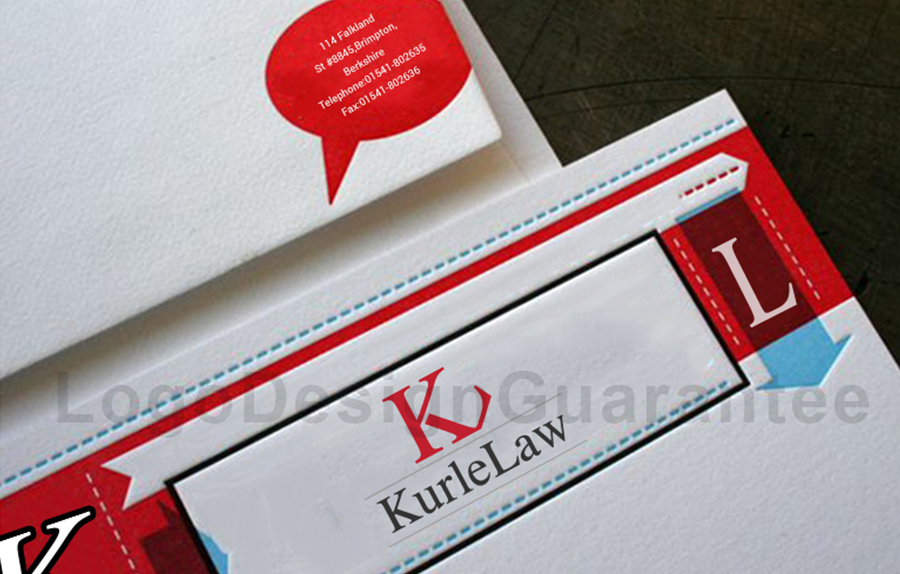 114 Falkland
St #8845,Brimpton,
Berkshire
Telephone:01541-802635
Fax:01541-802636
L
LogoDesignGuarantee
K
KurleLaw
K